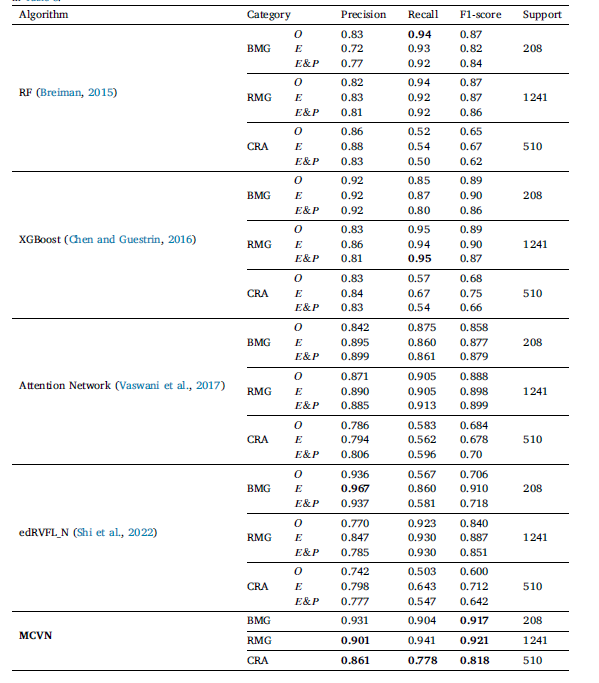 Algorithm Category Precision Recall F1-score Support
O 0.83 0.94 0.87
BMG E 0.72 0.93 0.82 208
E&P 0.77 0.92 0.84
O 0.82 0.94 0.87
RF (Breiman, 2015) RMG E 0.83 0.92 0.87 1241
E&P 0.81 0.92 0.86
O 0.86 0.52 0.65
CRA E 0.88 0.54 0.67 510
E&P 0.83 0.50 0.62
O 0.92 0.85 0.89
BMG E 0.92 0.87 0.90 208
E&P 0.92 0.80 0.86
O 0.83 0.95 0.89
XGBoost (Chen and Guestrin, 2016) RMG E 0.86 0.94 0.90 1241
E&P 0.81 0.95 0.87
O 0.83 0.57 0.68
CRA E 0.84 0.67 0.75 510
E&P 0.83 0.54 0.66
O 0.842 0.875 0.858
BMG E 0.895 0.860 0.877 208
E&P 0.899 0.861 0.879
O 0.871 0.905 0.888
Attention Network (Vaswani et al., 2017) RMG E 0.890 0.905 0.898 1241
E&P 0.885 0.913 0.899
O 0.786 0.583 0.684
CRA E 0.794 0.562 0.678 510
E&P 0.806 0.596 0.70
O 0.936 0.567 0.706
BMG E 0.967 0.860 0.910 208
E&P 0.937 0.581 0.718
O 0.770 0.923 0.840
edRVFL_N (Shi et al., 2022) RMG E 0.847 0.930 0.887 1241
E&P 0.785 0.930 0.851
O 0.742 0.503 0.600
CRA E 0.798 0.643 0.712 510
E&P 0.777 0.547 0.642
BMG 0.931 0.904 0.917 208
MCVN RMG 0.901 0.941 0.921 1241
CRA 0.861 0.778 0.818 510